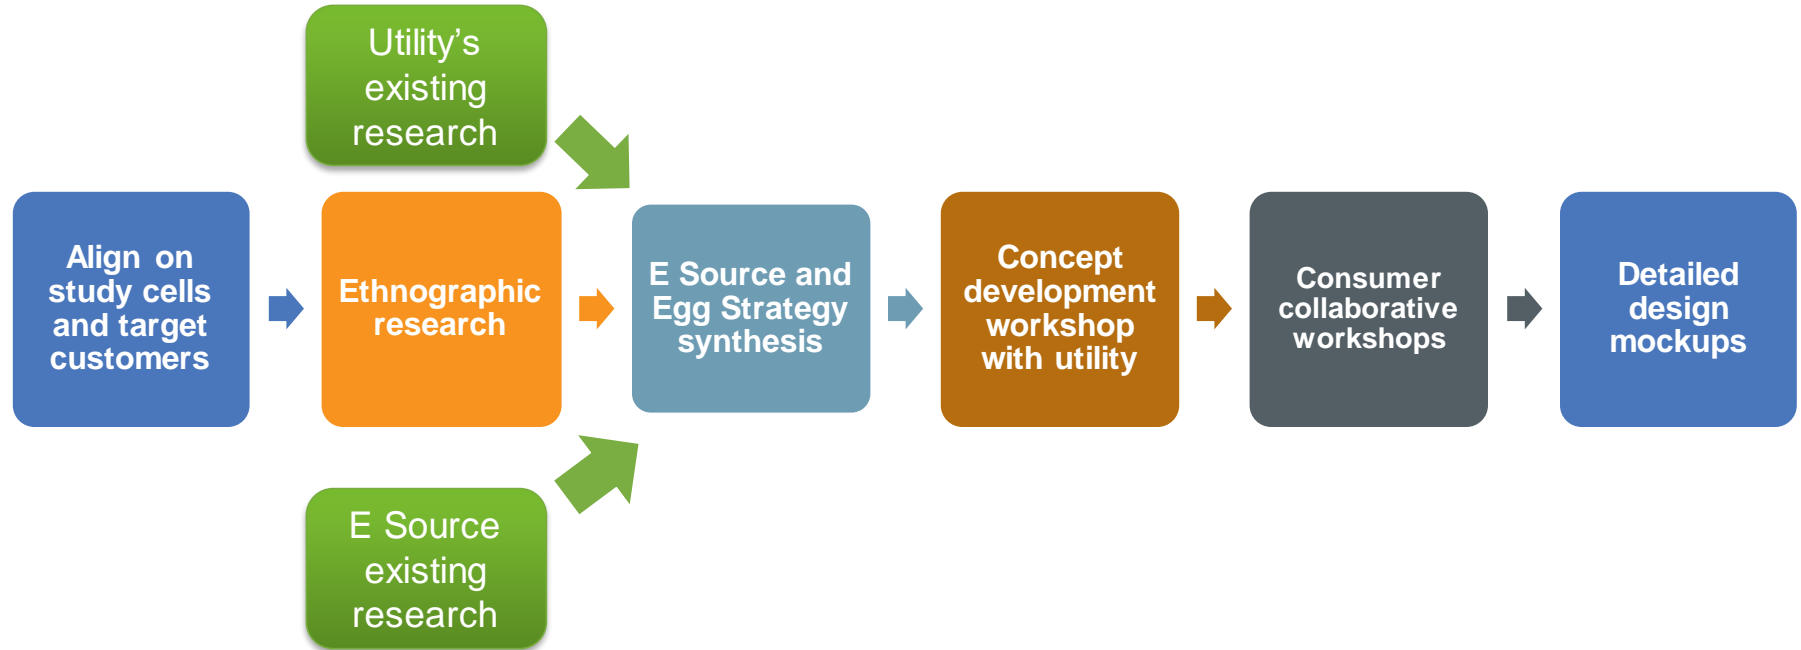 Utility's
existing
research
Align on
study cells
and target
customers
Ethnographic
research
E Source and
Egg Strategy
synthesis
Concept
development
workshop
with utility
Consumer
collaborative
workshops
Detailed
design
mockups
E Source
existing
research